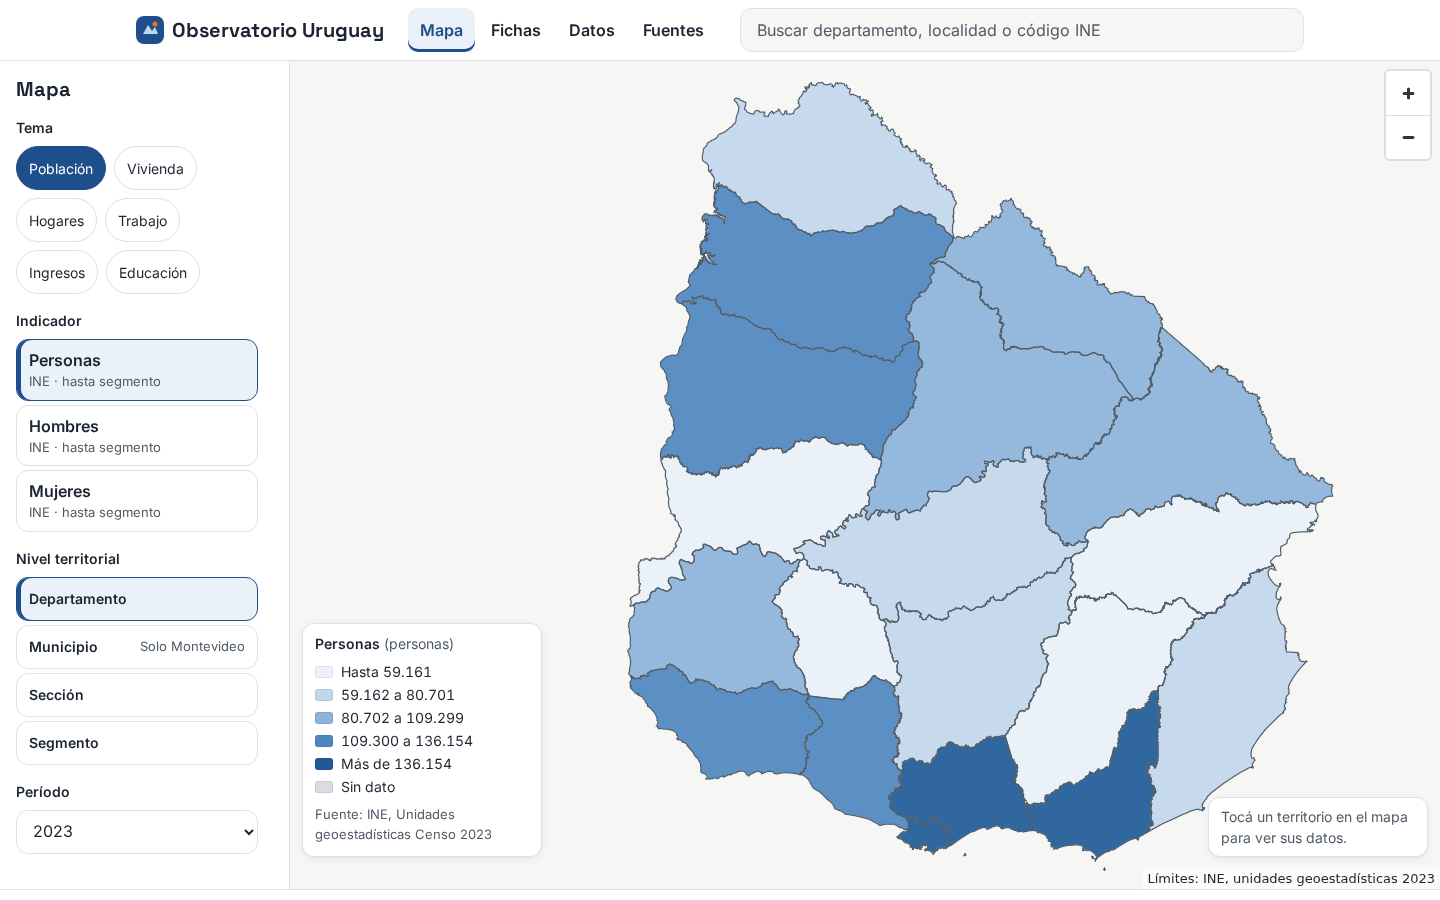 Observatorio Uruguay
Mapa
Fichas
Datos
Fuentes
Buscar departamento, localidad o código INE
Mapa
Tema
Población
Vivienda
Hogares
Trabajo
Ingresos
Educación
Indicador
Personas
INE · hasta segmento
Hombres
INE · hasta segmento
Mujeres
INE · hasta segmento
Nivel territorial
Departamento
Municipio Solo Montevideo
Sección
Segmento
Período
2023
+
−
Personas (personas)
Hasta 59.161
59.162 a 80.701
80.702 a 109.299
109.300 a 136.154
Más de 136.154
Sin dato
Fuente: INE, Unidades
geoestadísticas Censo 2023
Tocá un territorio en el mapa
para ver sus datos.
Límites: INE, unidades geoestadísticas 2023